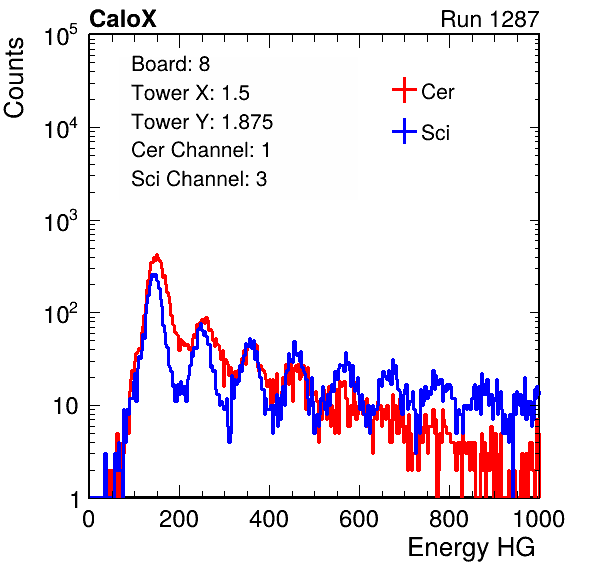 CaloX Run 1287
Counts
10^5
10^4
10^3
10^2
10
1
Board: 8
Tower X: 1.5
Tower Y: 1.875
Cer Channel: 1
Sci Channel: 3
Cer
Sci
0 200 400 600 800 1000
Energy HG